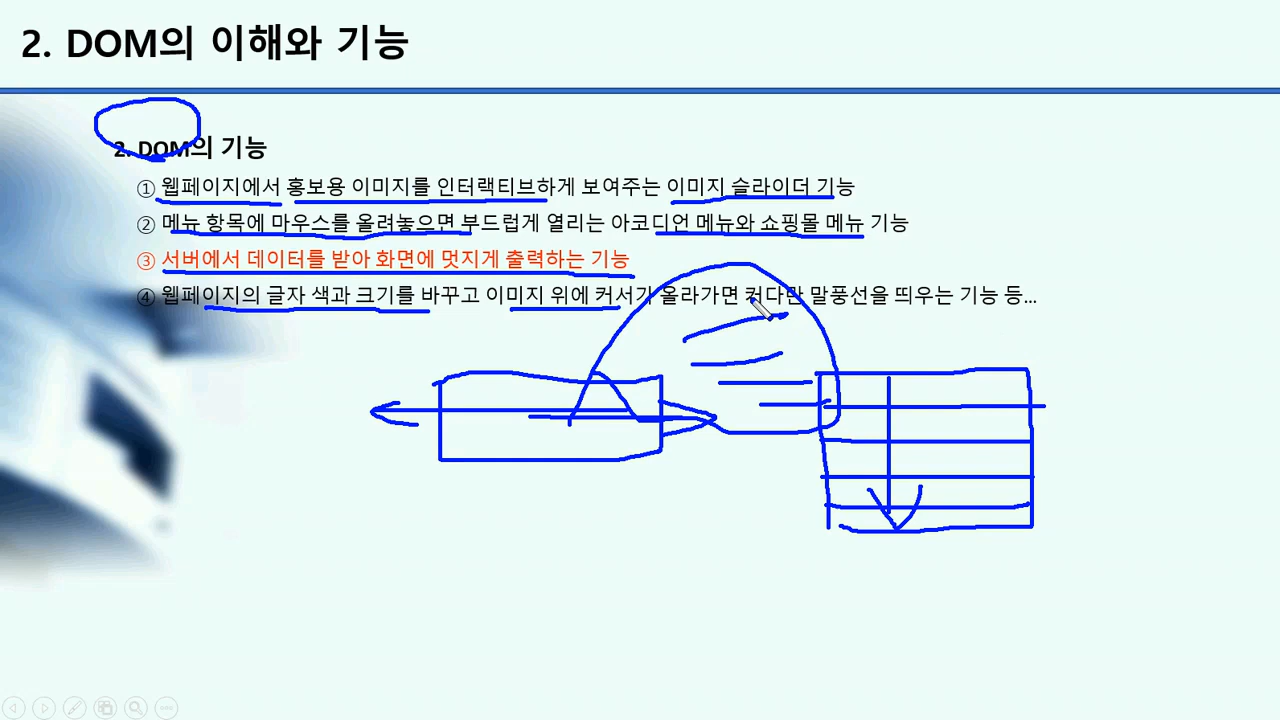 2. DOM의 이해와 기능
2. DOM의 기능
① 웹페이지에서 홍보용 이미지를 인터랙티브하게 보여주는 이미지 슬라이더 기능
② 메뉴 항목에 마우스를 올려놓으면 부드럽게 열리는 아코디언 메뉴와 쇼핑몰 메뉴 기능
③ 서버에서 데이터를 받아 화면에 멋지게 출력하는 기능
④ 웹페이지의 글자 색과 크기를 바꾸고 이미지 위에 커서가 올라가면 커다란 말풍선을 띄우는 기능 등...